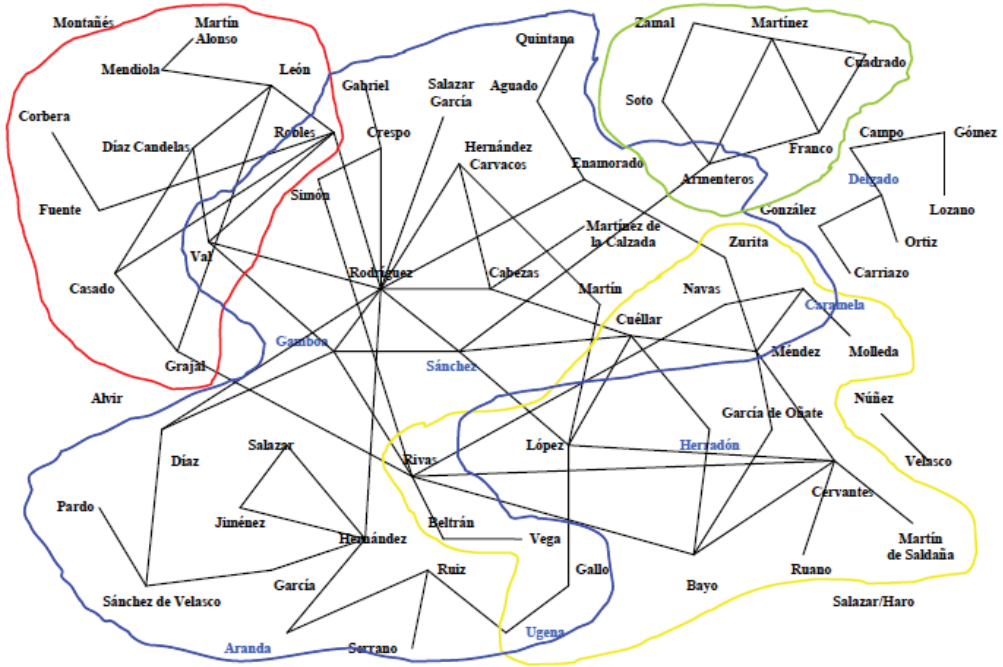 Montañés
Martín
Alonso
Quintana
Zamal
Martínez
Mendiola
León
Gabriel
Salazar
García
Aguado
Cuadrado
Corbera
Soto
Díaz Candelas
Robles
Crespo
Hernández
Carvacos
Enamorado
Franco
Campo
Gómez
Armenteros
Delgado
Simón
Fuente
González
Lozano
Martínez de
la Calzada
Zurita
Ortiz
Val
Rodríguez
Cabezas
Carriazo
Casado
Martín
Navas
Caramela
Cuéllar
Gamboa
Sánchez
Méndez
Molleda
Grajal
Alvir
Núñez
García de Oñate
Salazar
López
Herradón
Díaz
Rivas
Velasco
Cervantes
Pardo
Jiménez
Beltrán
Hernández
Vega
Martín
de Saldaña
Ruiz
Gallo
Ruano
García
Bayo
Sánchez de Velasco
Salazar/Haro
Ugena
Aranda
Serrano